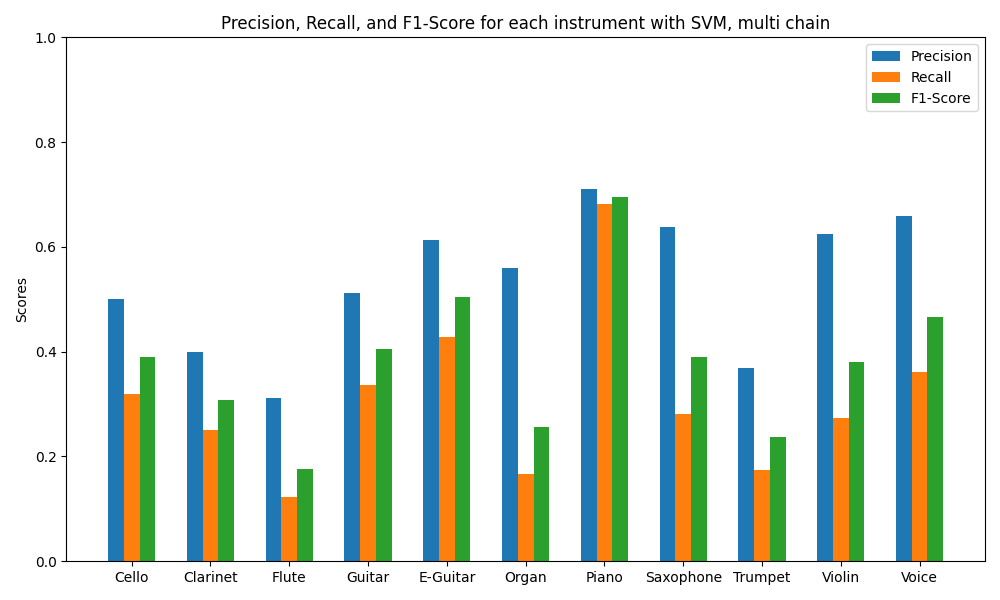 Precision, Recall, and F1-Score for each instrument with SVM, multi chain
Precision
Recall
F1-Score
Scores
1.0
0.8
0.6
0.4
0.2
0.0
Cello Clarinet Flute Guitar E-Guitar Organ Piano Saxophone Trumpet Violin Voice